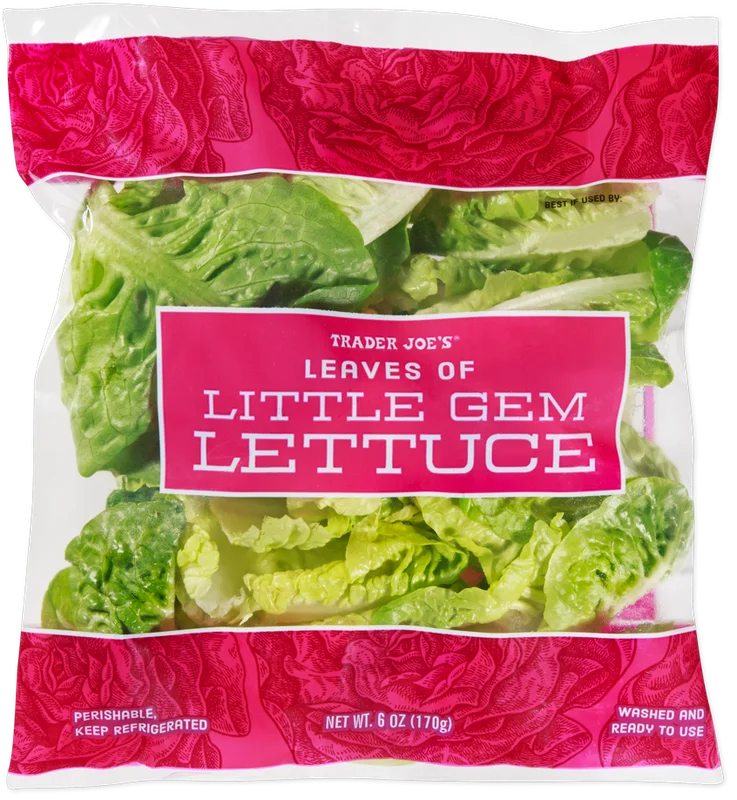 BEST IF USED BY:
TRADER JOE'S®
LEAVES OF
LITTLE GEM
LETTUCE
PERISHABLE,
KEEP REFRIGERATED
NET WT. 6 OZ (170g)
WASHED AND
READY TO USE